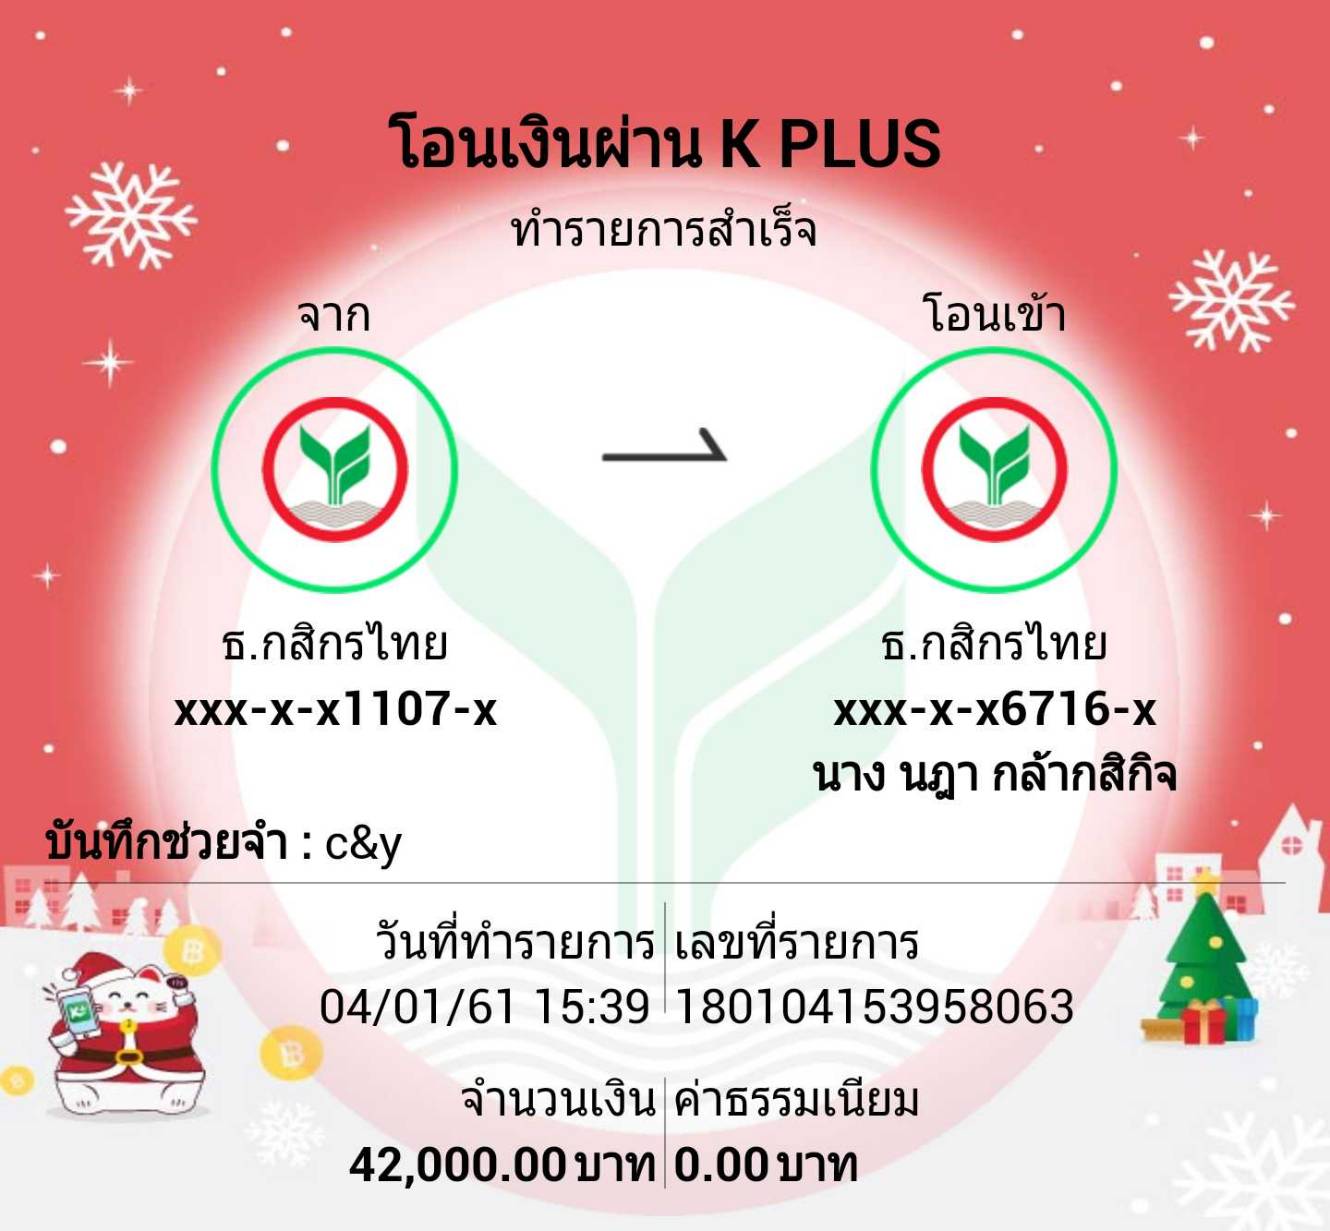 โอนเงินผ่าน K PLUS
ทำรายการสำเร็จ
จาก
โอนเข้า
ธ.กสิกรไทย
xxx-x-x1107-x
ธ.กสิกรไทย
xxx-x-x6716-x
นาง นฎา กล้ากสิกิจ
บันทึกช่วยจำ : c&y
วันที่ทำรายการ
04/01/61 15:39
เลขที่รายการ
180104153958063
จำนวนเงิน
42,000.00 บาท
ค่าธรรมเนียม
0.00 บาท